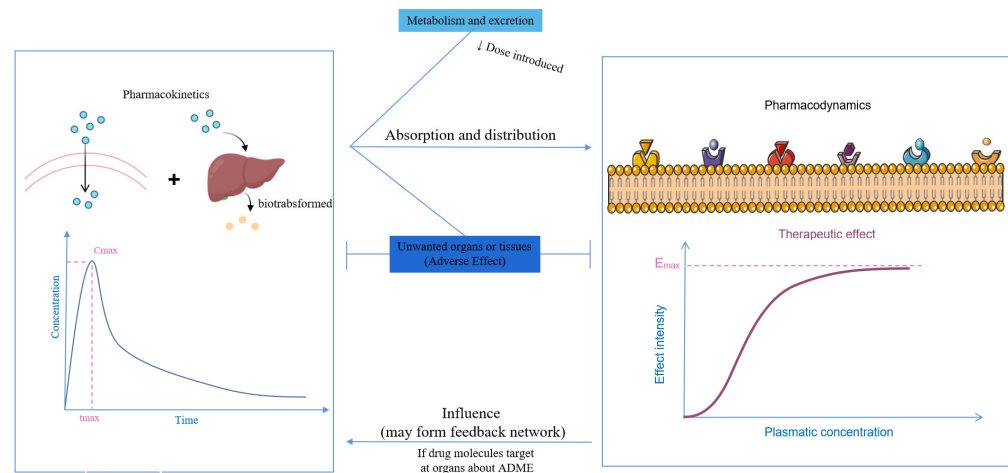 Metabolism and excretion
↓ Dose introduced
Pharmacokinetics
+
biotrabsformed
Cmax
Concentration
tmax
Time
Absorption and distribution
Unwanted organs or tissues
(Adverse Effect)
Influence
(may form feedback network)
If drug molecules target
at organs about ADME
Pharmacodynamics
Therapeutic effect
Emax
Effect intensity
Plasmatic concentration